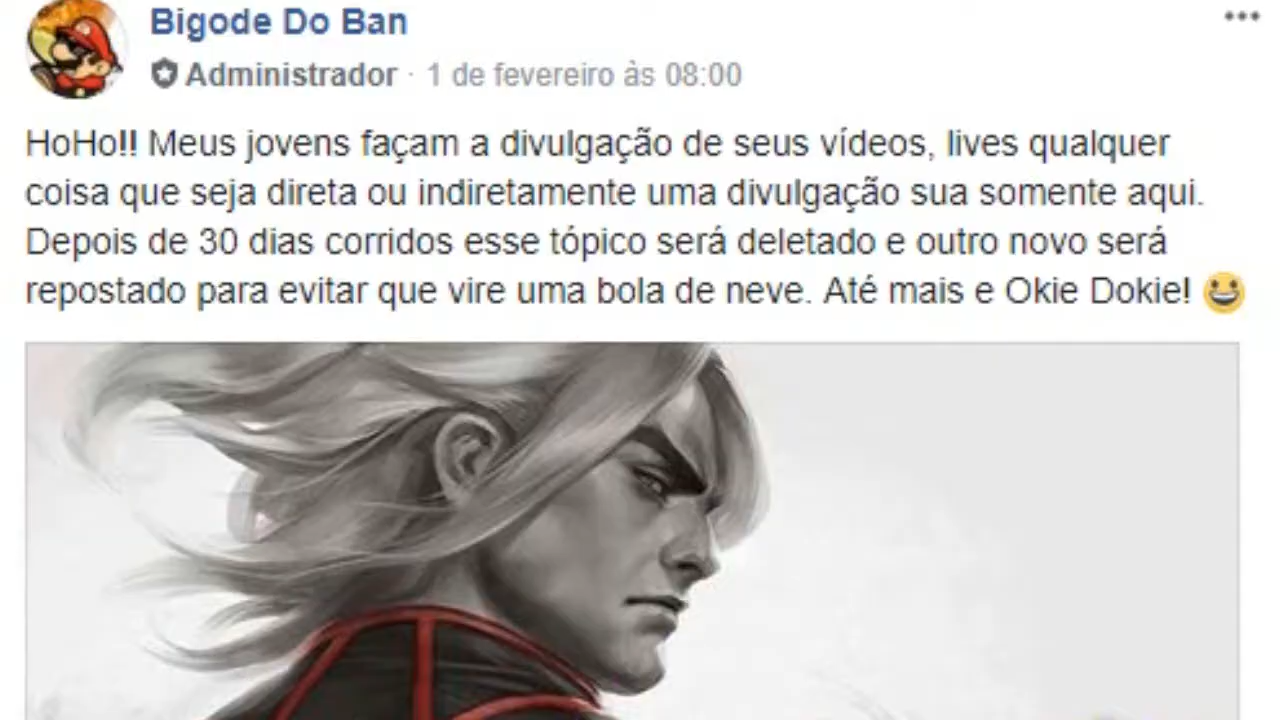 Bigode Do Ban
Administrador · 1 de fevereiro às 08:00
HoHo!! Meus jovens façam a divulgação de seus vídeos, lives qualquer
coisa que seja direta ou indiretamente uma divulgação sua somente aqui.
Depois de 30 dias corridos esse tópico será deletado e outro novo será
repostado para evitar que vire uma bola de neve. Até mais e Okie Dokie! 😀